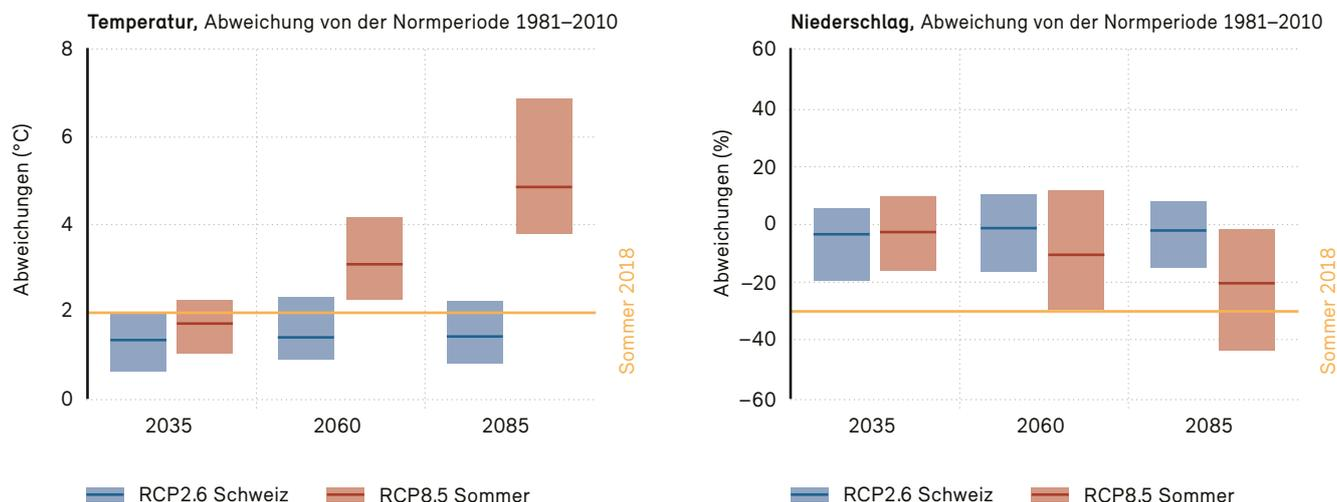 Temperatur, Abweichung von der Normperiode 1981–2010
8
6
4
2
0
Abweichungen (°C)
Sommer 2018
2035 2060 2085
RCP2.6 Schweiz RCP8.5 Sommer
Niederschlag, Abweichung von der Normperiode 1981–2010
60
40
20
0
−20
−40
−60
Abweichungen (%)
Sommer 2018
2035 2060 2085
RCP2.6 Schweiz RCP8.5 Sommer